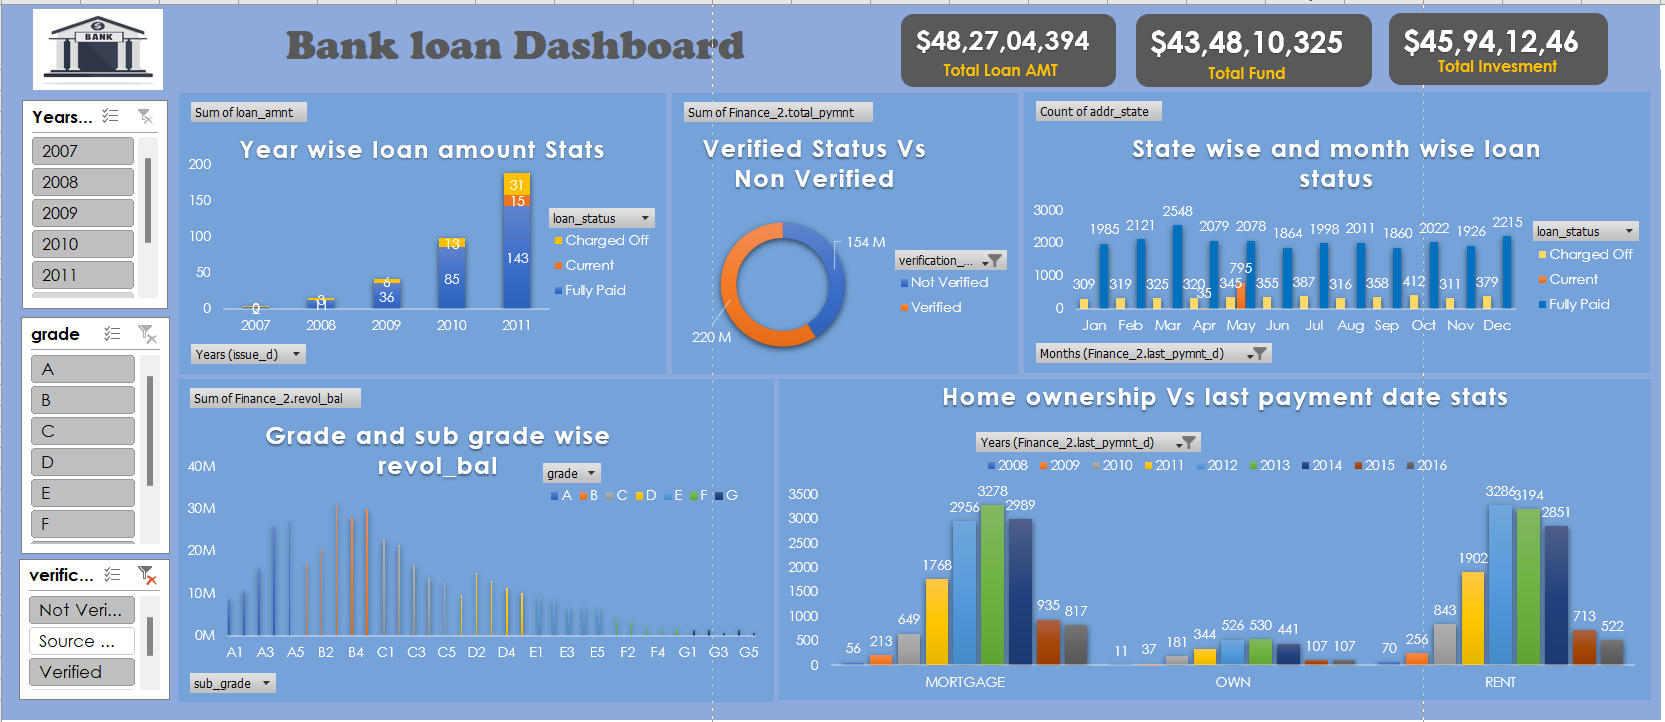 BANK
Bank loan Dashboard
$48,27,04,394
Total Loan AMT
$43,48,10,325
Total Fund
$45,94,12,46
Total Invesment
Years...
2007
2008
2009
2010
2011
grade
A
B
C
D
E
F
verific...
Not Veri...
Source ...
Verified
Sum of loan_amnt
Year wise loan amount Stats
200
150
100
50
0
31
15
143
13
85
6
36
3
11
0
2
2007 2008 2009 2010 2011
loan_status
Charged Off
Current
Fully Paid
Years (issue_d)
Sum of Finance_2.total_pymnt
Verified Status Vs
Non Verified
154 M
220 M
verification_...
Not Verified
Verified
Count of addr_state
State wise and month wise loan
status
3000
2000
1000
0
1985 2121 2548 2079 2078 1864 1998 2011 1860 2022 1926 2215
309 319 325 320 345 355 387 316 358 412 311 379
35 795
Jan Feb Mar Apr May Jun Jul Aug Sep Oct Nov Dec
loan_status
Charged Off
Current
Fully Paid
Months (Finance_2.last_pymnt_d)
Sum of Finance_2.revol_bal
Grade and sub grade wise
revol_bal
grade
A B C D E F G
40M
30M
20M
10M
0M
A1 A3 A5 B2 B4 C1 C3 C5 D2 D4 E1 E3 E5 F2 F4 G1 G3 G5
sub_grade
Home ownership Vs last payment date stats
Years (Finance_2.last_pymnt_d)
2008 2009 2010 2011 2012 2013 2014 2015 2016
3500
3000
2500
2000
1500
1000
500
0
56 213 649 1768 2956 3278 2989 935 817
11 37 181 344 526 530 441 107 107
70 256 843 1902 3286 3194 2851 713 522
MORTGAGE OWN RENT